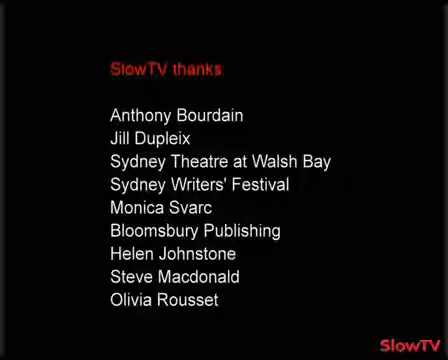 SlowTV thanks
Anthony Bourdain
Jill Dupleix
Sydney Theatre at Walsh Bay
Sydney Writers' Festival
Monica Svarc
Bloomsbury Publishing
Helen Johnstone
Steve Macdonald
Olivia Rousset
SlowTV